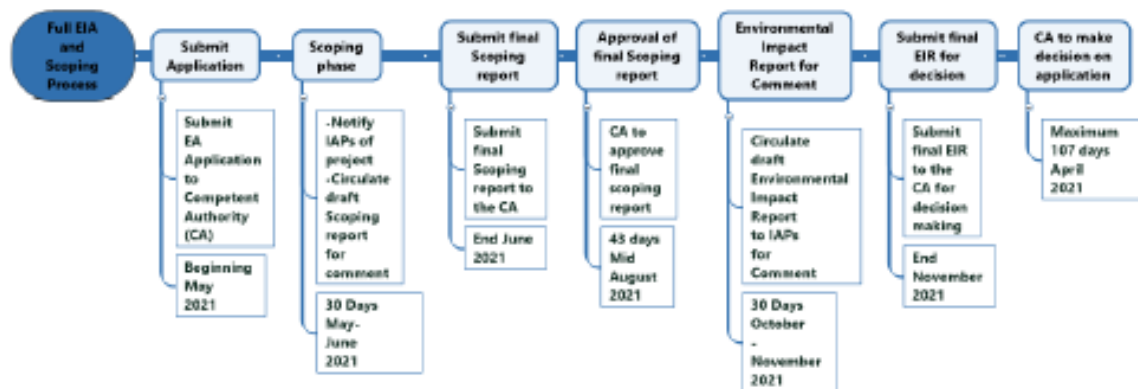 Full EIA
and
Scoping
Process
Submit
Application
Submit
EA
Application
to
Competent
Authority
(CA)
Beginning
May
2021
Scoping
phase
-Notify
IAPs of
project
-Circulate
draft
Scoping
report
for
comment
30 Days
May-
June
2021
Submit final
Scoping
report
Submit
final
Scoping
report to
the CA
End June
2021
Approval of
final Scoping
report
CA to
approve
final
scoping
report
43 days
Mid
August
2021
Environmental
Impact
Report for
Comment
Circulate
draft
Environmental
Impact
Report
to IAPs
for
Comment
30 Days
October
-
November
2021
Submit final
EIR for
decision
Submit
final EIR
to the
CA for
decision
making
End
November
2021
CA to make
decision on
application
Maximum
107 days
April
2021